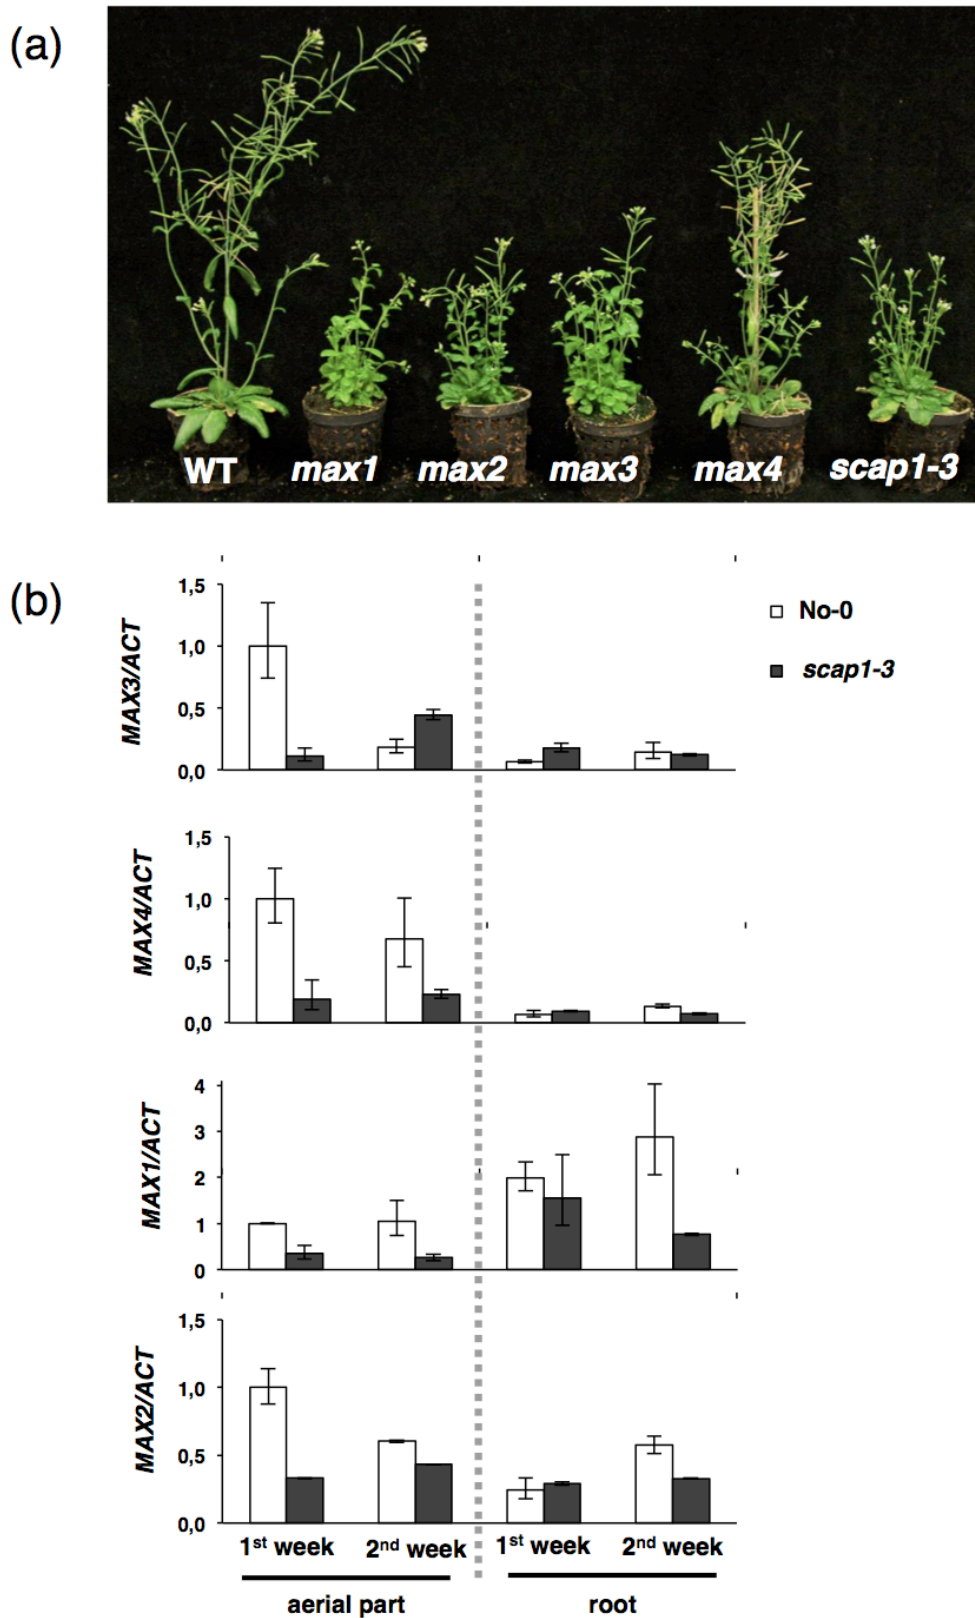 (a)
WT max1 max2 max3 max4 scap1-3
(b)
No-0
scap1-3
MAX3/ACT
1,5
1,0
0,5
0,0
MAX4/ACT
1,5
1,0
0,5
0,0
MAX1/ACT
4
3
2
1
0
MAX2/ACT
1,5
1,0
0,5
0,0
1st week 2nd week 1st week 2nd week
aerial part root